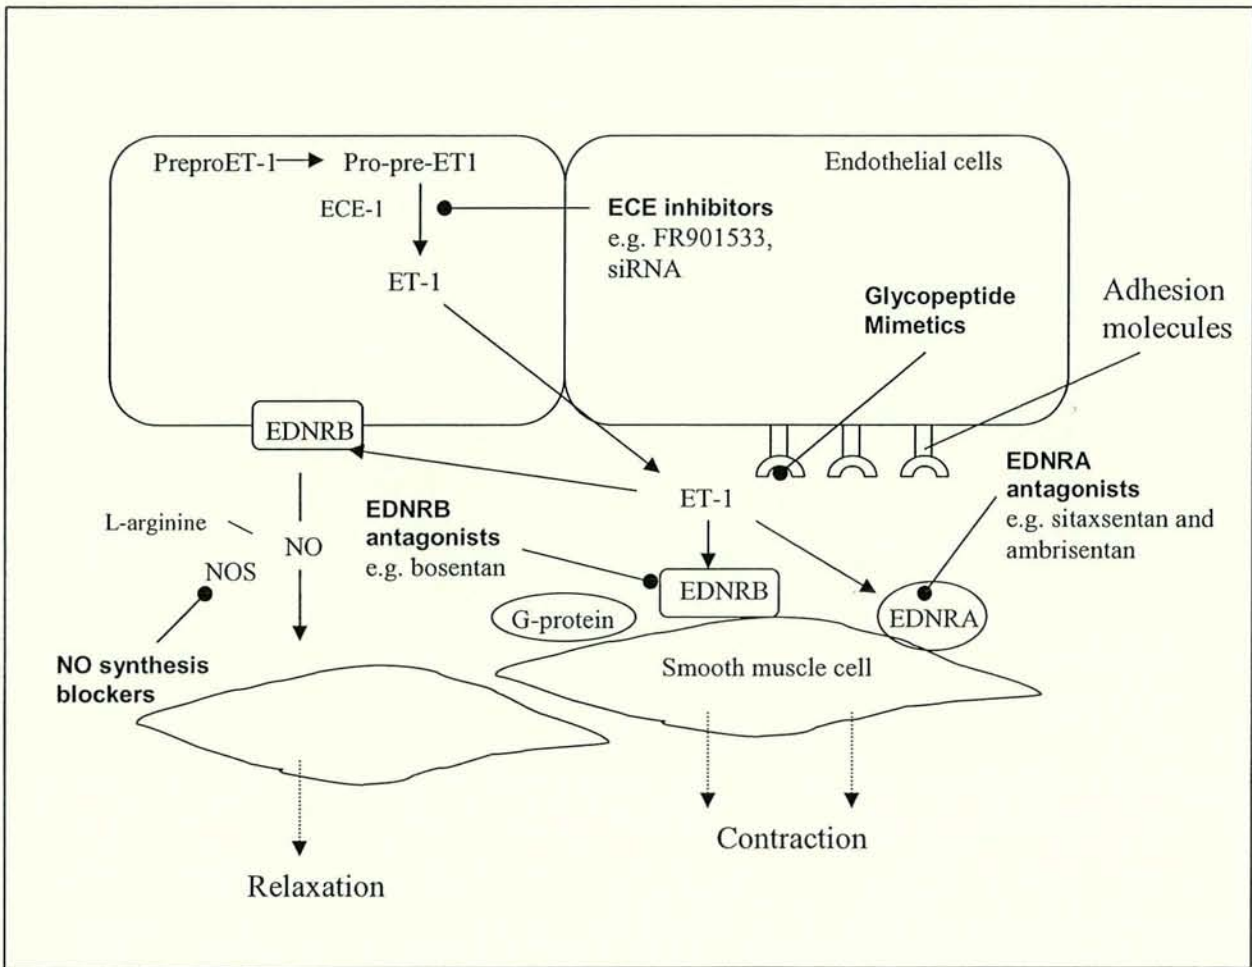 PreproET-1
Pro-pre-ET1
Endothelial cells
ECE-1
ECE inhibitors
e.g. FR901533,
siRNA
ET-1
Glycopeptide
Mimetics
Adhesion
molecules
EDNRB
EDNRA
antagonists
e.g. sitaxsentan and
ambrisentan
ET-1
L-arginine
NO
NOS
EDNRB
antagonists
e.g. bosentan
EDNRB
G-protein
EDNRA
NO synthesis
blockers
Smooth muscle cell
Contraction
Relaxation